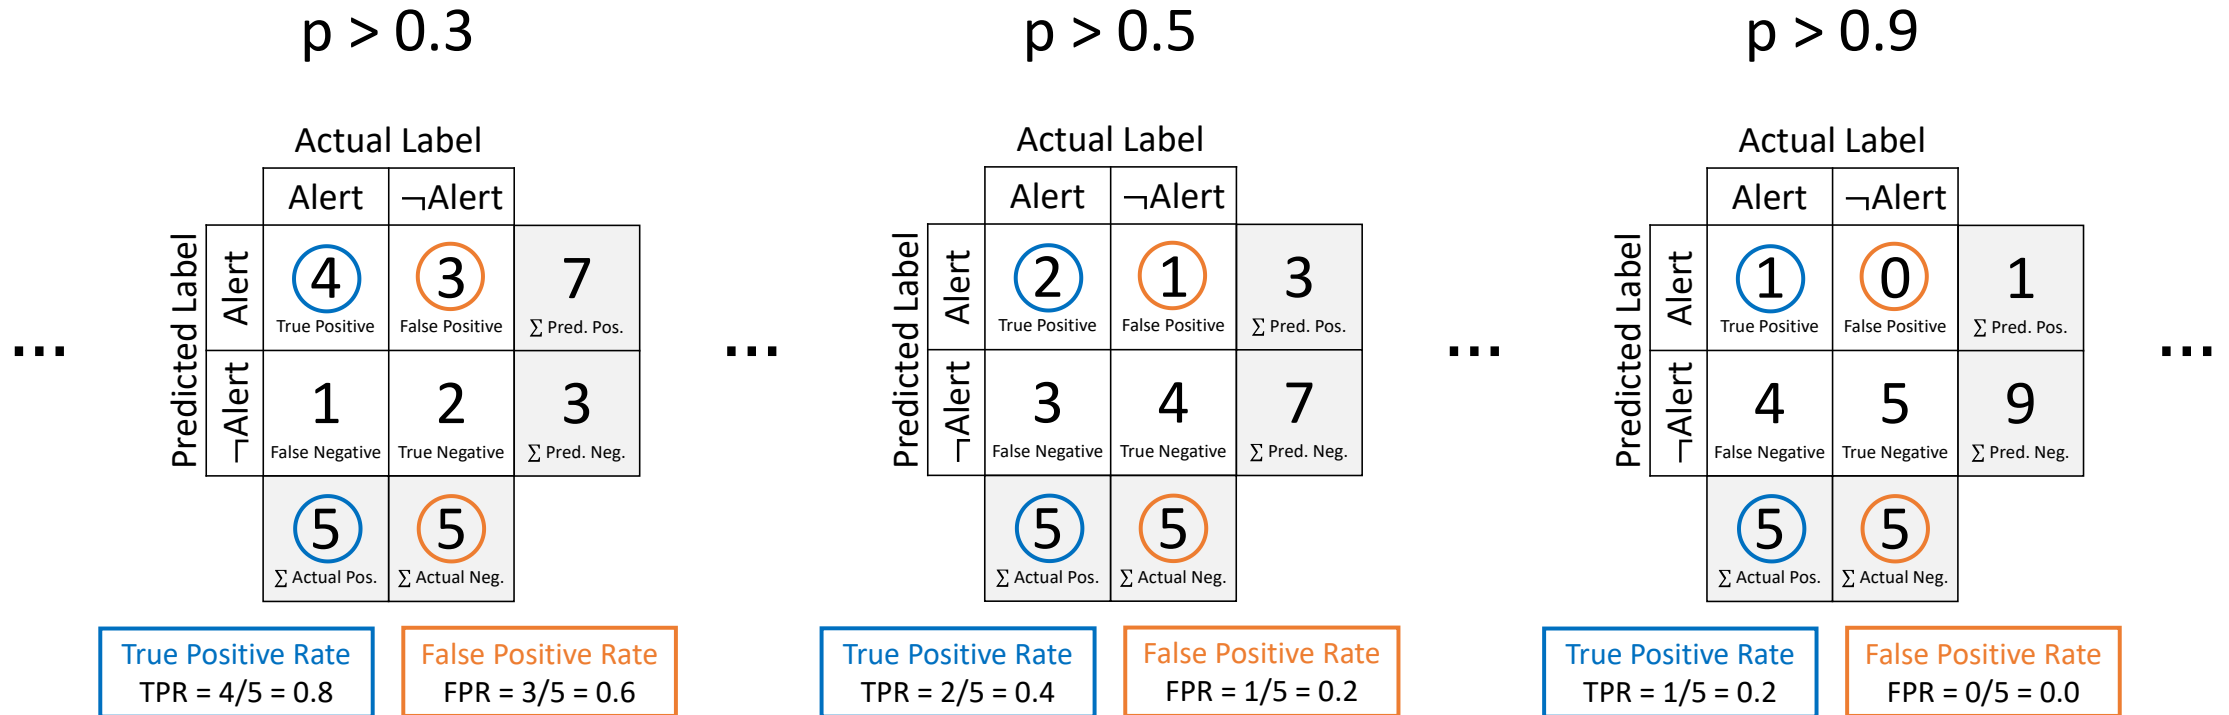 p > 0.3
p > 0.5
p > 0.9
Actual Label
Alert ¬Alert
Predicted Label
Alert
4 3 7
True Positive False Positive ∑ Pred. Pos.
¬Alert
1 2 3
False Negative True Negative ∑ Pred. Neg.
5 5
∑ Actual Pos. ∑ Actual Neg.
True Positive Rate
TPR = 4/5 = 0.8
False Positive Rate
FPR = 3/5 = 0.6
Actual Label
Alert ¬Alert
Predicted Label
Alert
2 1 3
True Positive False Positive ∑ Pred. Pos.
¬Alert
3 4 7
False Negative True Negative ∑ Pred. Neg.
5 5
∑ Actual Pos. ∑ Actual Neg.
True Positive Rate
TPR = 2/5 = 0.4
False Positive Rate
FPR = 1/5 = 0.2
Actual Label
Alert ¬Alert
Predicted Label
Alert
1 0 1
True Positive False Positive ∑ Pred. Pos.
¬Alert
4 5 9
False Negative True Negative ∑ Pred. Neg.
5 5
∑ Actual Pos. ∑ Actual Neg.
True Positive Rate
TPR = 1/5 = 0.2
False Positive Rate
FPR = 0/5 = 0.0
... ... ... ...